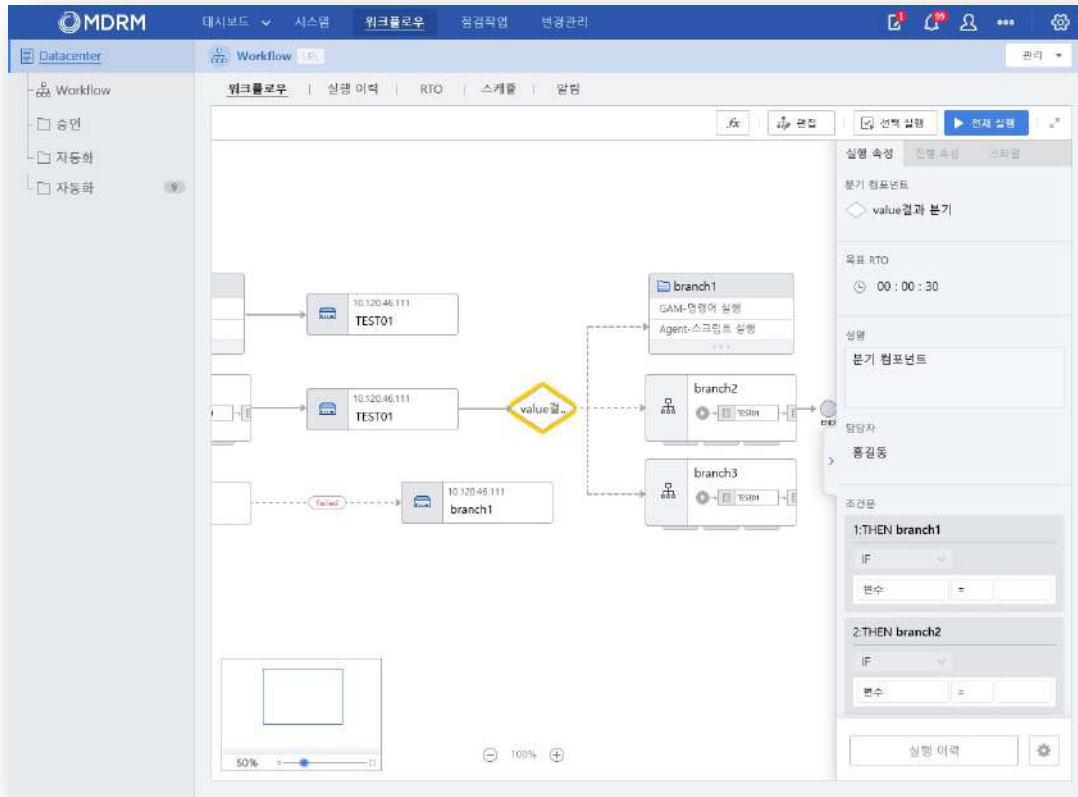 MDRM
대시보드
시스템
워크플로우
점검작업
변경관리
1
99
Datacenter
Workflow
승인
자동화
자동화
9
Workflow
관리
워크플로우 | 실행 이력 | RTO | 스케줄 | 알림
fx
편집
선택 실행
전체 실행
10.120.46.111
TEST01
10.120.46.111
TEST01
Failed
10.120.46.111
branch1
value결..
branch1
GAM-명령어 실행
Agent-스크립트 실행
branch2
TEST01
END
branch3
TEST01
50%
100%
실행 속성
진행 속성
스타일
분기 컴포넌트
value결과 분기
목표 RTO
00 : 00 : 30
설명
분기 컴포넌트
담당자
홍길동
조건문
1:THEN branch1
IF
변수
=
2:THEN branch2
IF
변수
=
실행 이력